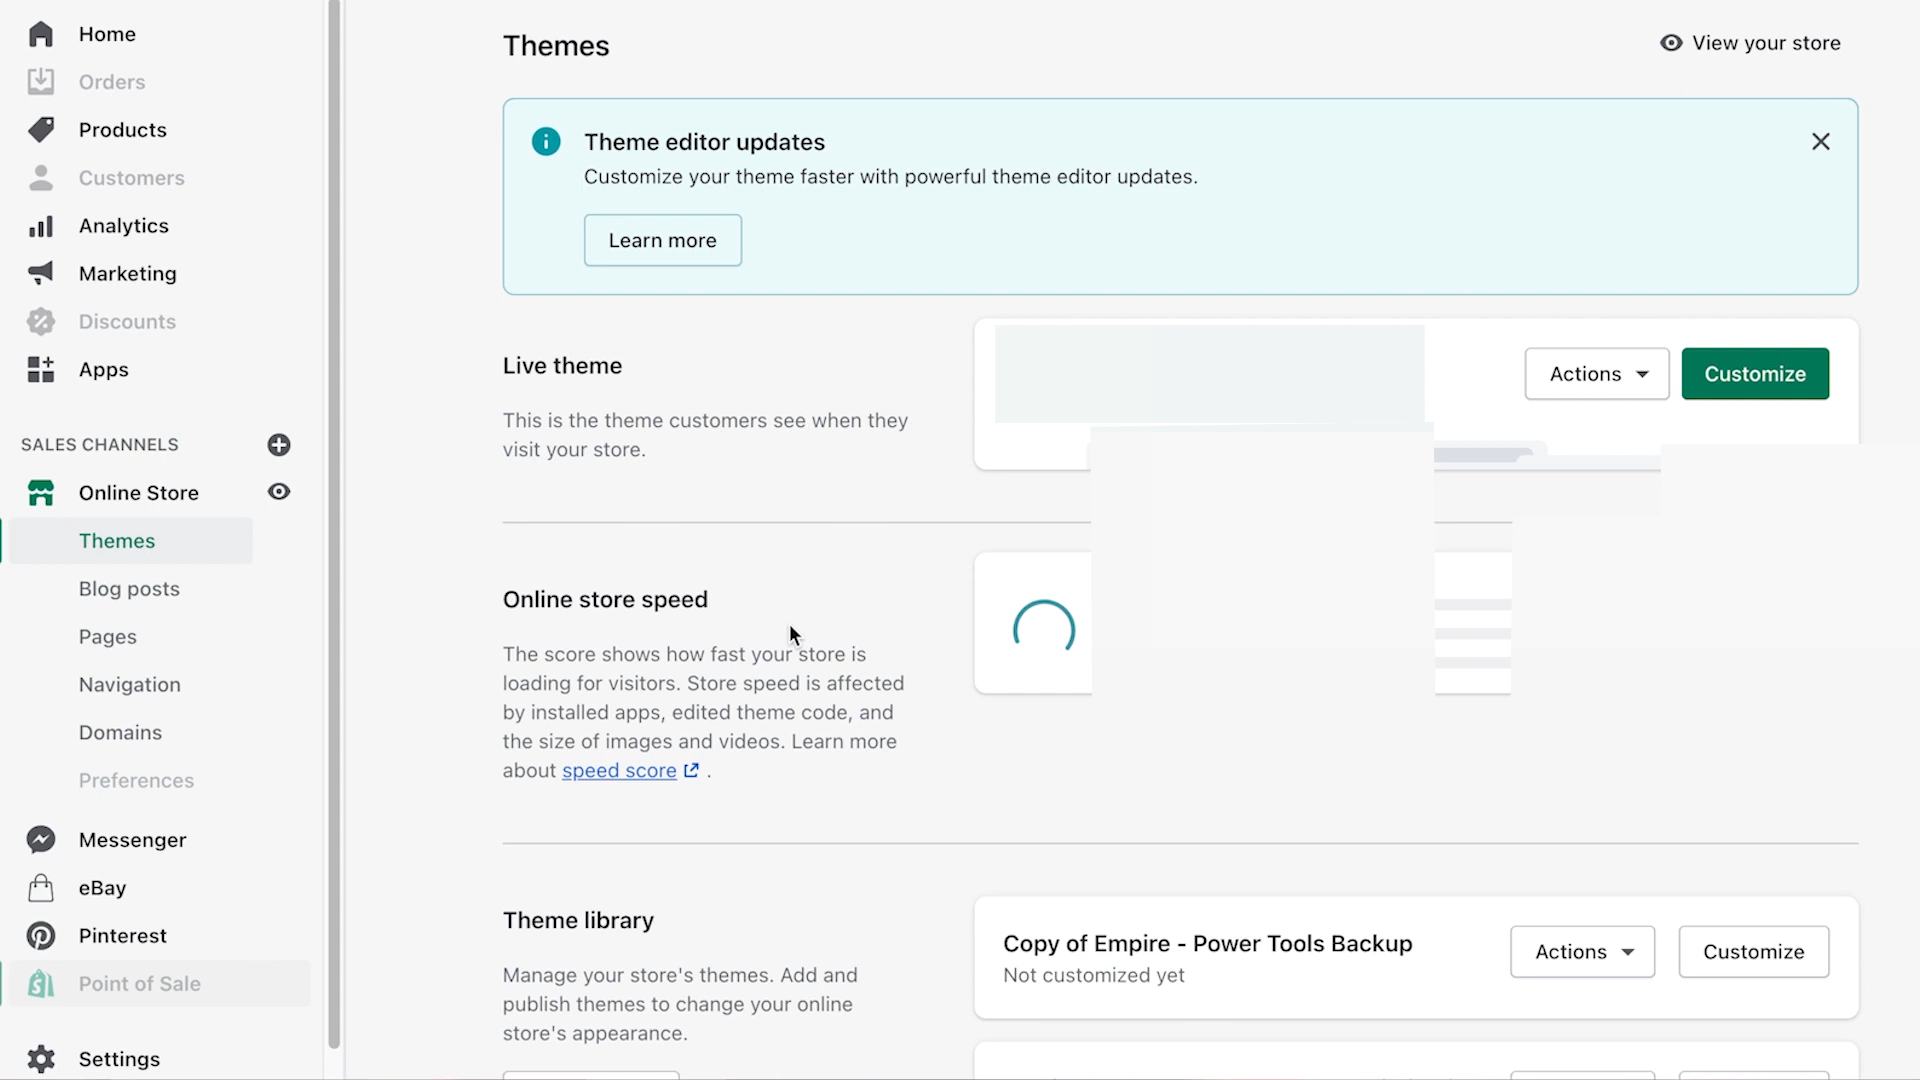 Home
Orders
Products
Customers
Analytics
Marketing
Discounts
Apps
SALES CHANNELS
Online Store
Themes
Blog posts
Pages
Navigation
Domains
Preferences
Messenger
eBay
Pinterest
Point of Sale
Settings
Themes
View your store
Theme editor updates
Customize your theme faster with powerful theme editor updates.
Learn more
Live theme
This is the theme customers see when they
visit your store.
Actions
Customize
Online store speed
The score shows how fast your store is
loading for visitors. Store speed is affected
by installed apps, edited theme code, and
the size of images and videos. Learn more
about speed score .
Theme library
Manage your store's themes. Add and
publish themes to change your online
store's appearance.
Copy of Empire - Power Tools Backup
Not customized yet
Actions
Customize